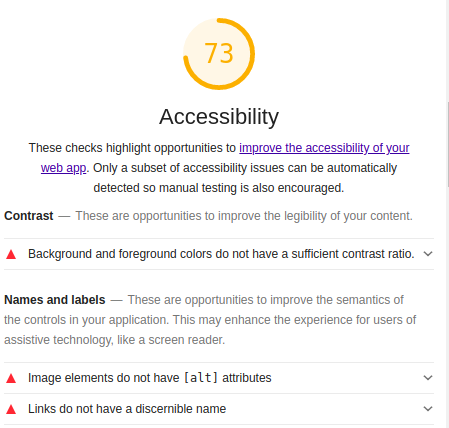 73
Accessibility
These checks highlight opportunities to improve the accessibility of your
web app. Only a subset of accessibility issues can be automatically
detected so manual testing is also encouraged.
Contrast — These are opportunities to improve the legibility of your content.
Background and foreground colors do not have a sufficient contrast ratio.
Names and labels — These are opportunities to improve the semantics of
the controls in your application. This may enhance the experience for users of
assistive technology, like a screen reader.
Image elements do not have [alt] attributes
Links do not have a discernible name